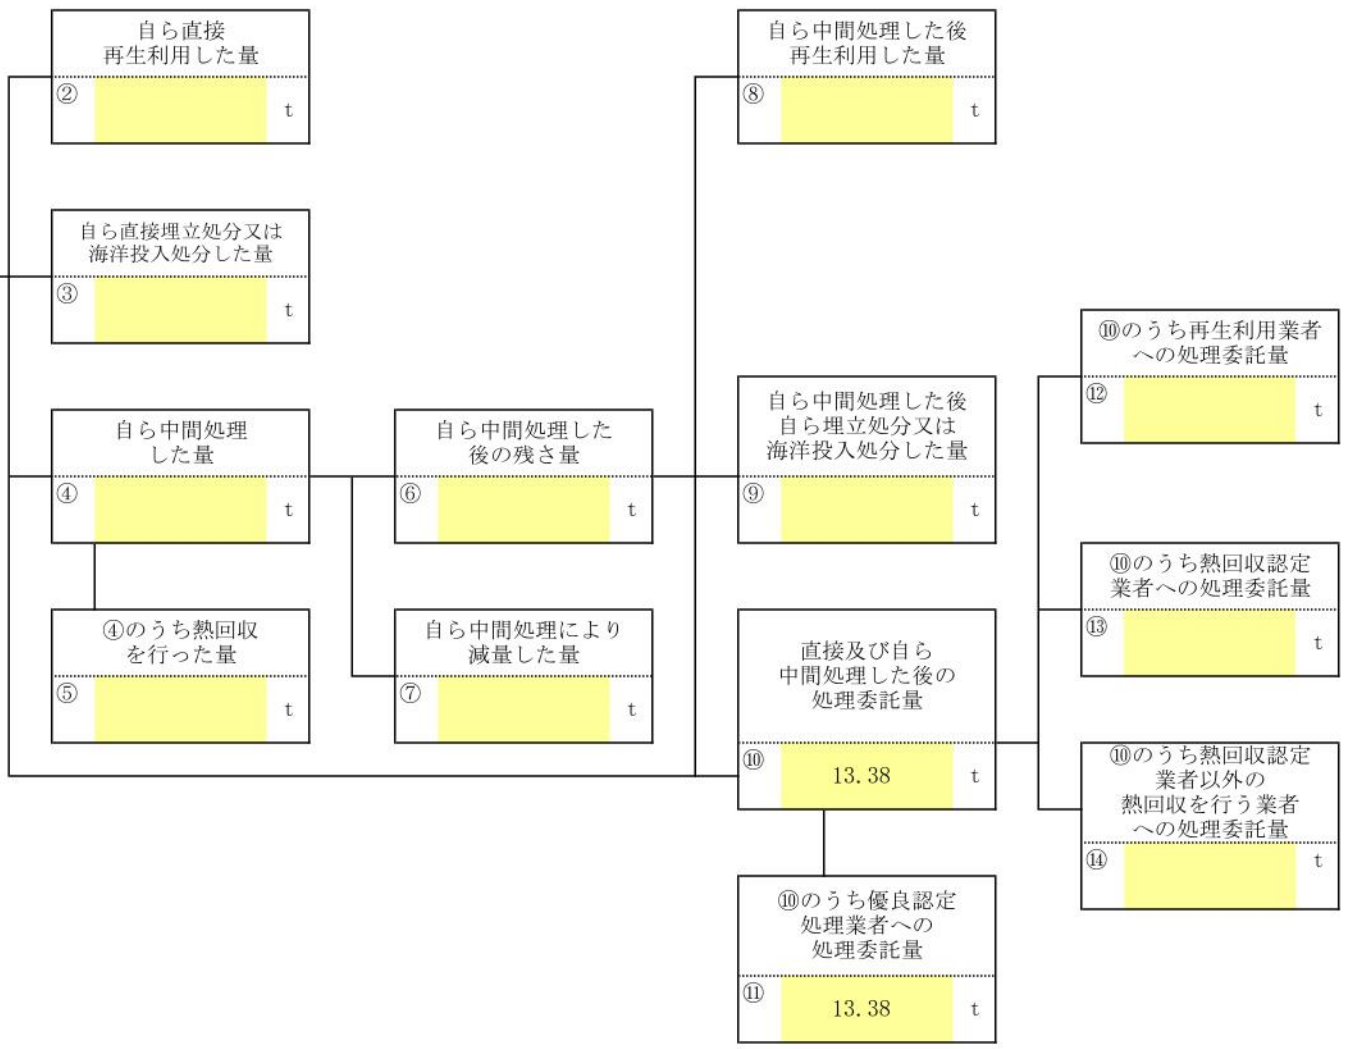 自ら直接
再生利用した量
② t
自ら中間処理した後
再生利用した量
⑧ t
自ら直接埋立処分又は
海洋投入処分した量
③ t
⑩のうち再生利用業者
への処理委託量
⑫ t
自ら中間処理
した量
④ t
自ら中間処理した
後の残さ量
⑥ t
自ら中間処理した後
自ら埋立処分又は
海洋投入処分した量
⑨ t
⑩のうち熱回収認定
業者への処理委託量
⑬ t
④のうち熱回収
を行った量
⑤ t
自ら中間処理により
減量した量
⑦ t
直接及び自ら
中間処理した後の
処理委託量
⑩ 13.38 t
⑩のうち熱回収認定
業者以外の
熱回収を行う業者
への処理委託量
⑭ t
⑩のうち優良認定
処理業者への
処理委託量
⑪ 13.38 t